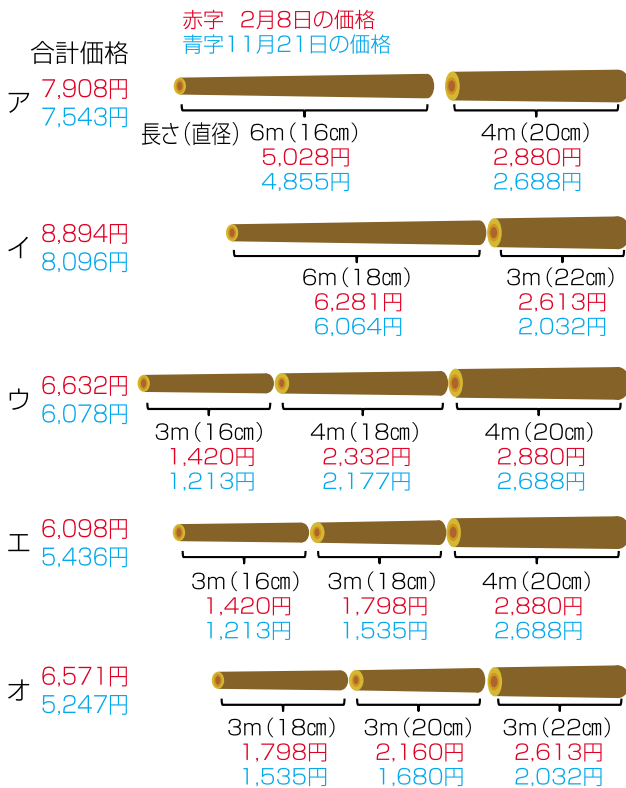 赤字 2月8日の価格
青字11月21日の価格
合計価格
ア 7,908円
7,543円
長さ(直径) 6m(16㎝) 4m(20㎝)
5,028円 2,880円
4,855円 2,688円
イ 8,894円
8,096円
6m(18㎝) 3m(22㎝)
6,281円 2,613円
6,064円 2,032円
ウ 6,632円
6,078円
3m(16㎝) 4m(18㎝) 4m(20㎝)
1,420円 2,332円 2,880円
1,213円 2,177円 2,688円
エ 6,098円
5,436円
3m(16㎝) 3m(18㎝) 4m(20㎝)
1,420円 1,798円 2,880円
1,213円 1,535円 2,688円
オ 6,571円
5,247円
3m(18㎝) 3m(20㎝) 3m(22㎝)
1,798円 2,160円 2,613円
1,535円 1,680円 2,032円